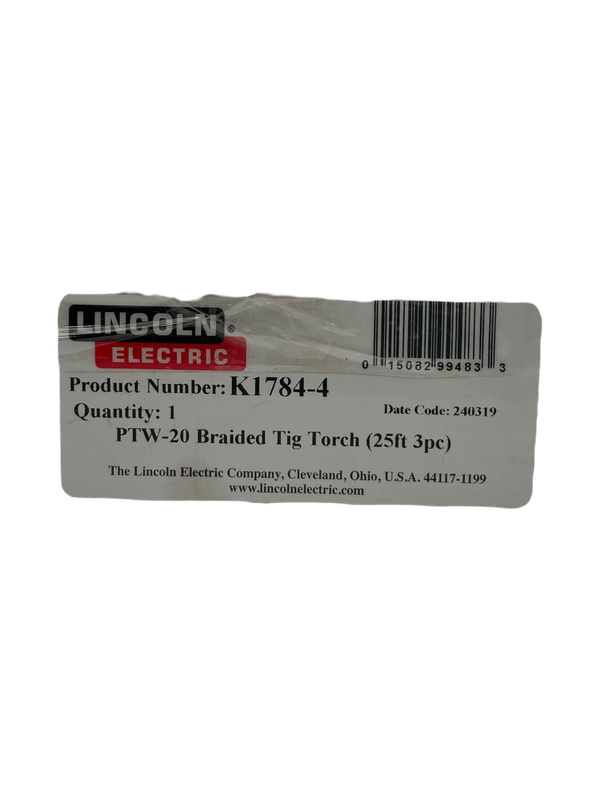 LINCOLN®
ELECTRIC
0 15082 99483 3
Product Number: K1784-4
Quantity: 1
Date Code: 240319
PTW-20 Braided Tig Torch (25ft 3pc)
The Lincoln Electric Company, Cleveland, Ohio, U.S.A. 44117-1199
www.lincolnelectric.com